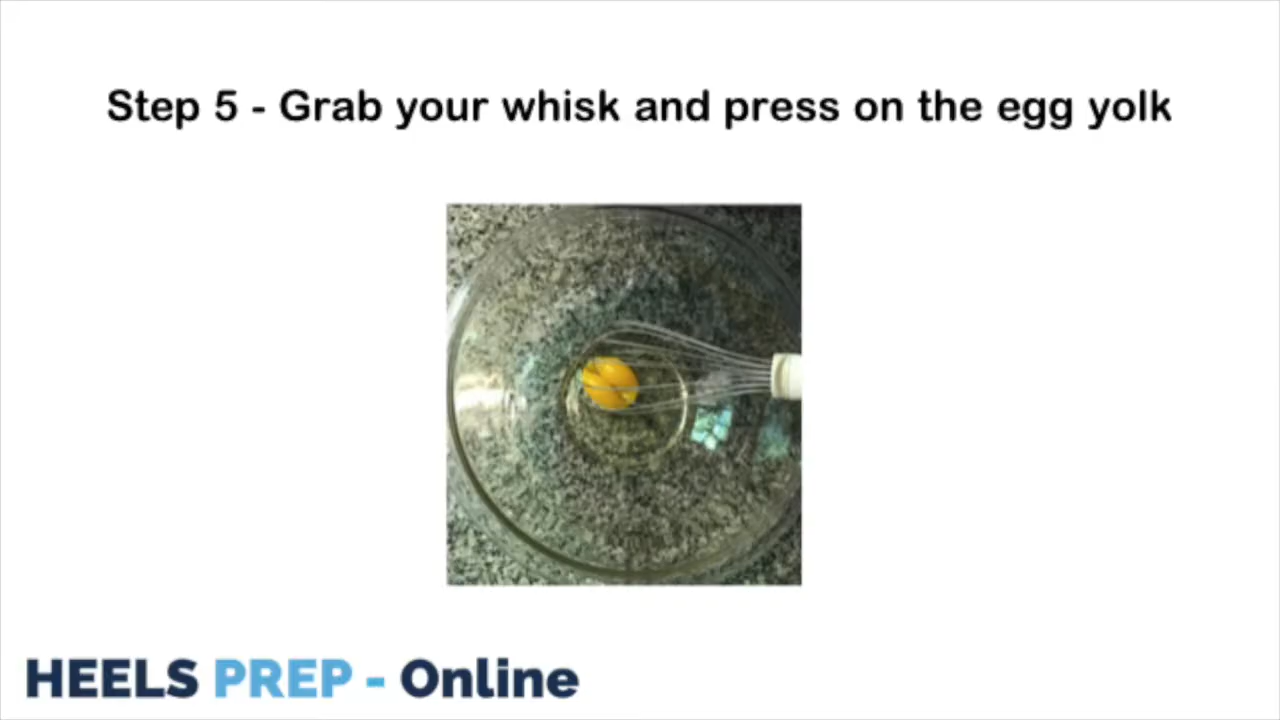 Step 5 - Grab your whisk and press on the egg yolk
HEELS PREP - Online